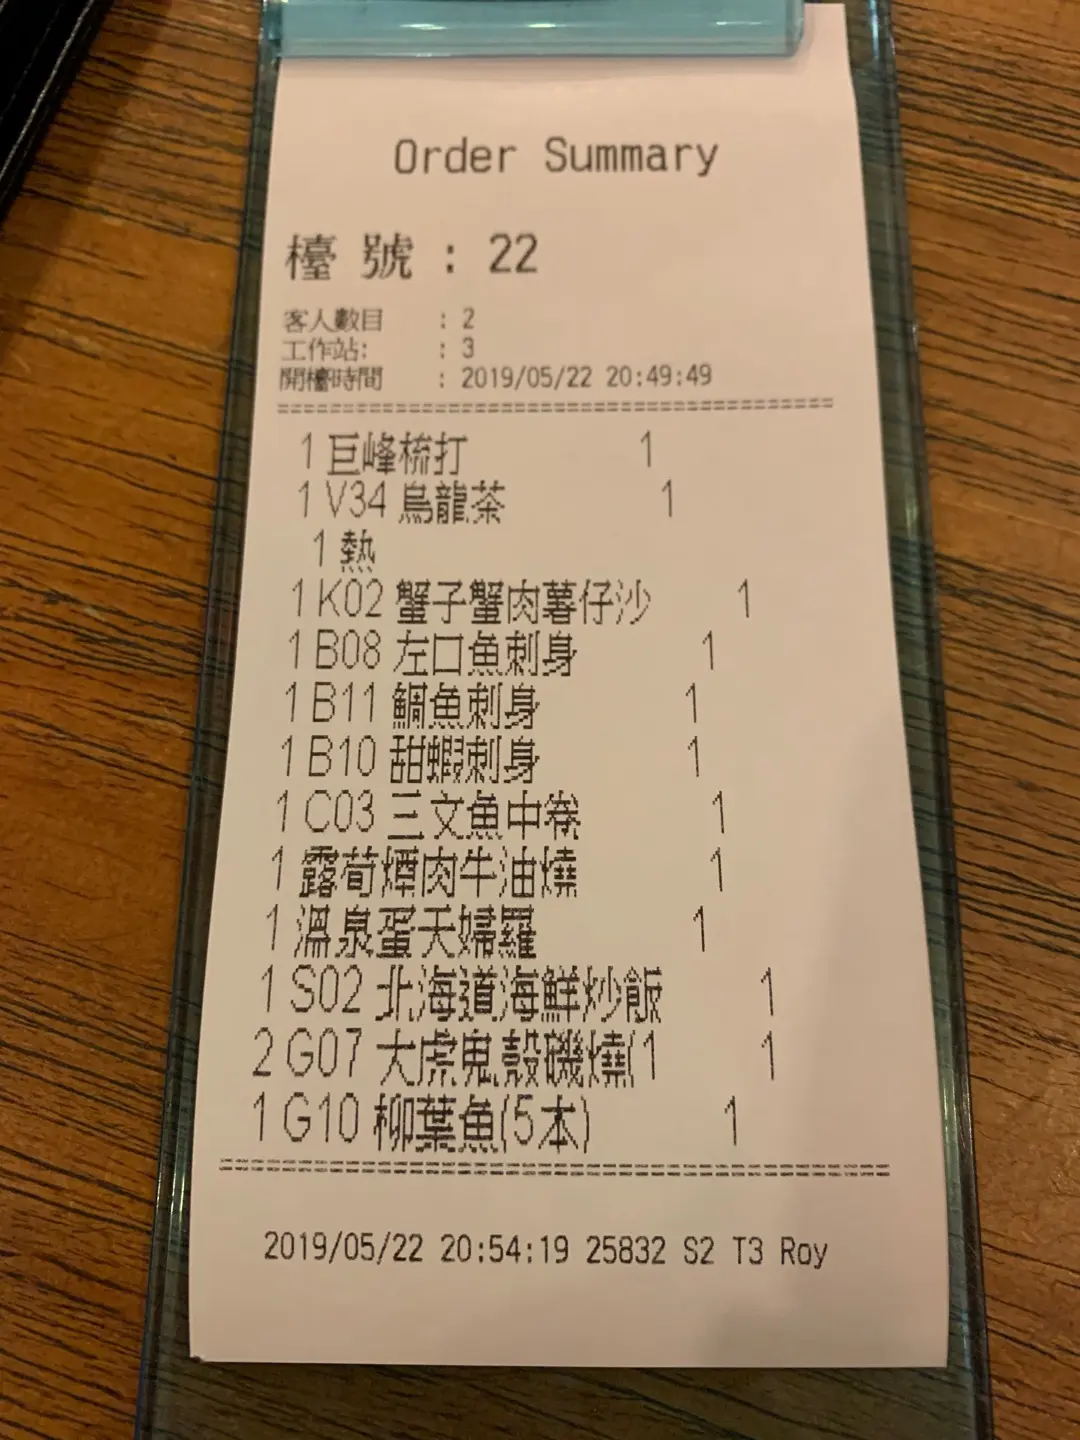 Order Summary
檯 號 : 22
客人數目 : 2
工作站: : 3
開檯時間 : 2019/05/22 20:49:49
================================================
1 巨峰梳打 1
1 V34 烏龍茶 1
1 熱
1 K02 蟹子蟹肉薯仔沙 1
1 B08 左口魚刺身 1
1 B11 鯛魚刺身 1
1 B10 甜蝦刺身 1
1 C03 三文魚中卷 1
1 露荀煙肉牛油燒 1
1 溫泉蛋天婦羅 1
1 S02 北海道海鮮炒飯 1
2 G07 大虎鬼殼磯燒(1 1
1 G10 柳葉魚(5本) 1
================================================
2019/05/22 20:54:19 25832 S2 T3 Roy